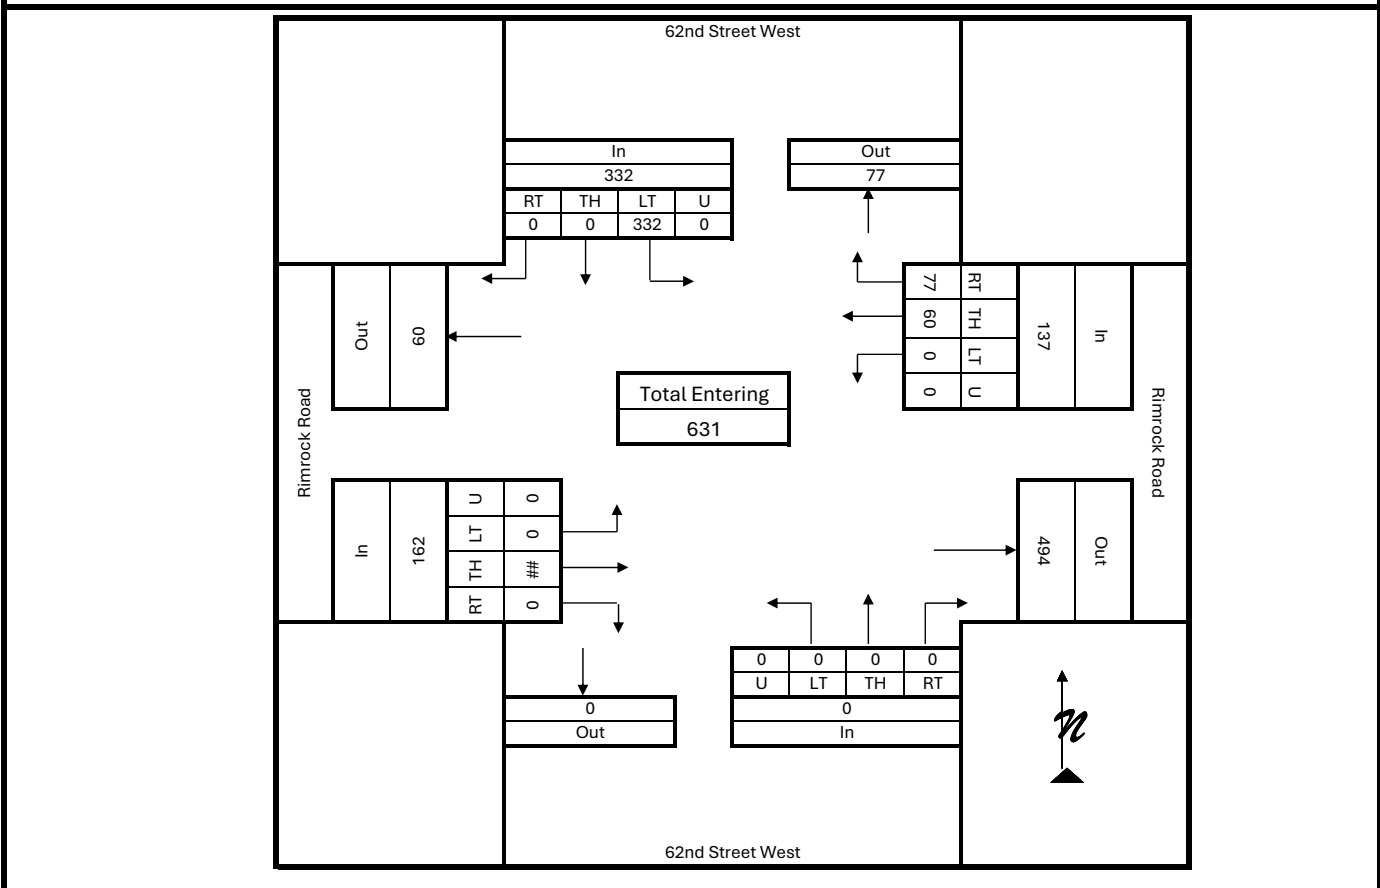 62nd Street West
In
332
RT TH LT U
0 0 332 0
Out
77
Out 60
77 RT
60 TH
0 LT
0 U
137 In
Rimrock Road
Total Entering
631
Rimrock Road
In 162
U 0
LT 0
TH ##
RT 0
494 Out
0
Out
0 0 0 0
U LT TH RT
0
In
N
62nd Street West